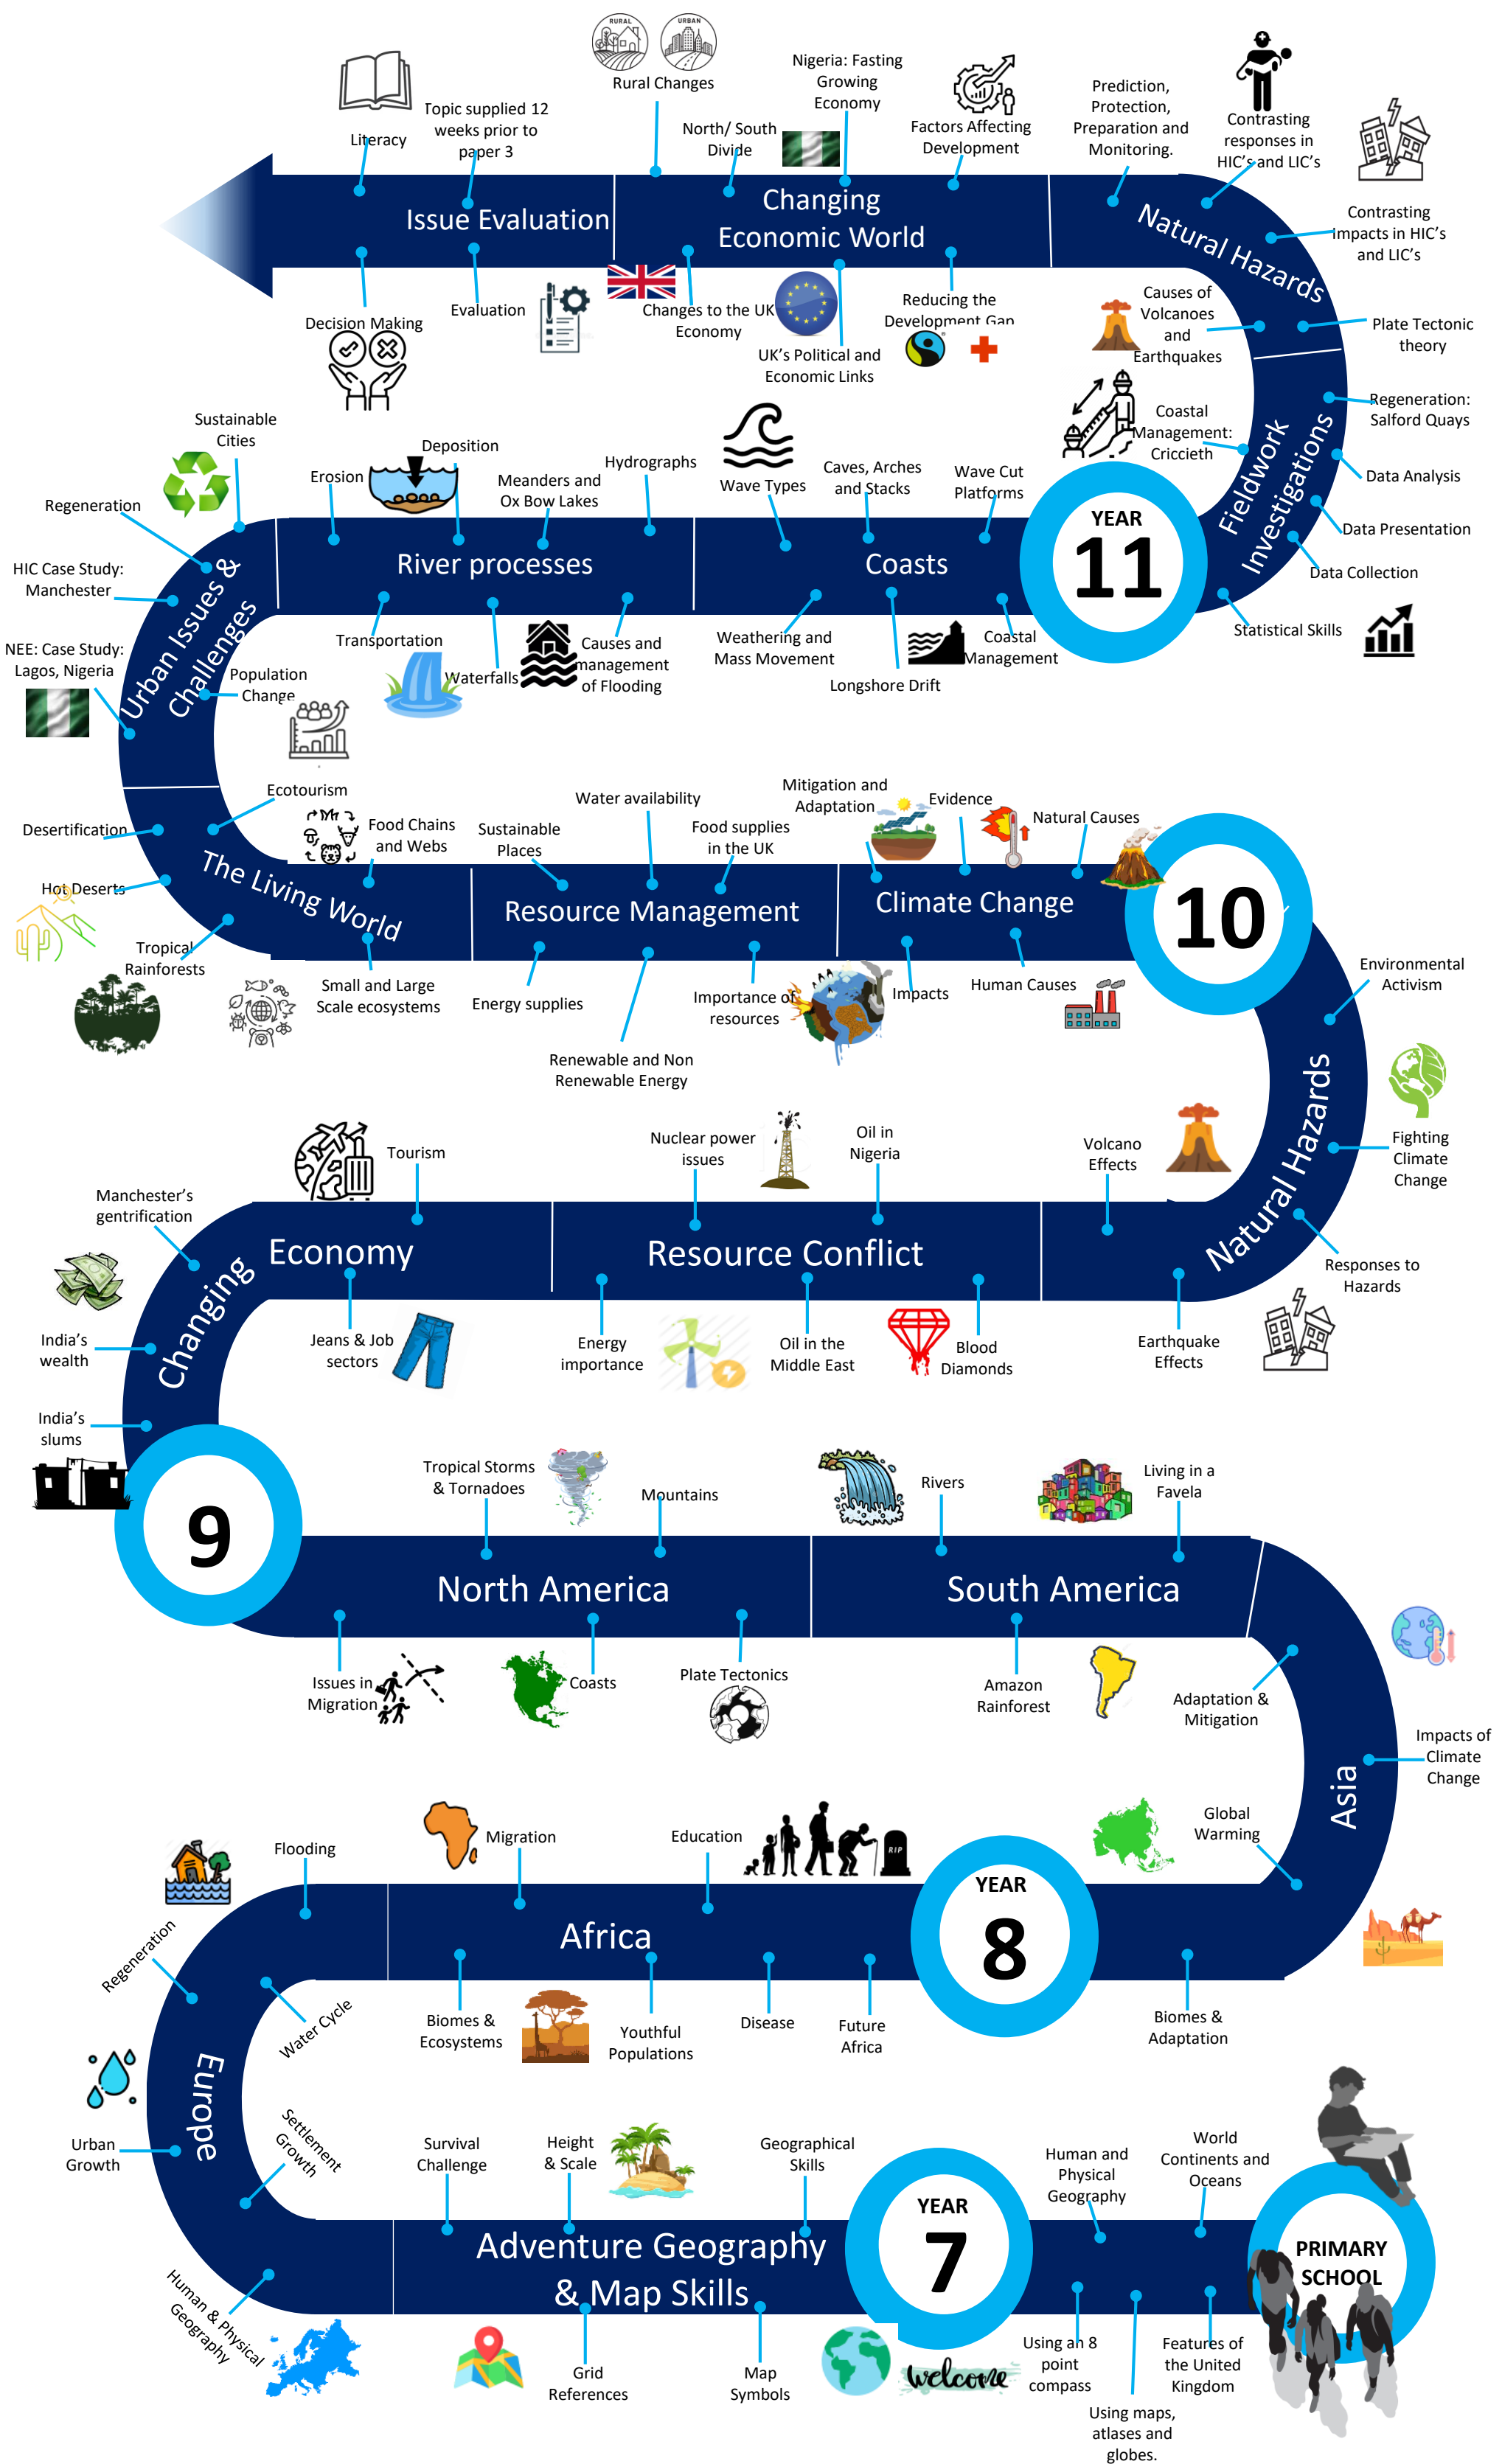 RURAL
URBAN
Rural Changes
Nigeria: Fasting
Growing
Economy
Literacy
Topic supplied 12
weeks prior to
paper 3
North/ South
Divide
Factors Affecting
Development
Prediction,
Protection,
Preparation and
Monitoring.
Contrasting
responses in
HIC's and LIC's
Contrasting
Impacts in HIC's
and LIC's
Issue Evaluation
Changing
Economic World
Natural Hazards
Decision Making
Evaluation
Changes to the UK
Economy
UK's Political and
Economic Links
Reducing the
Development Gap
Causes of
Volcanoes
and
Earthquakes
Plate Tectonic
theory
Coastal
Management:
Criccieth
Regeneration:
Salford Quays
Data Analysis
Data Presentation
Data Collection
Statistical Skills
Fieldwork
Investigations
YEAR
11
Sustainable
Cities
Regeneration
HIC Case Study:
Manchester
NEE: Case Study:
Lagos, Nigeria
Erosion
Deposition
Meanders and
Ox Bow Lakes
Hydrographs
Wave Types
Caves, Arches
and Stacks
Wave Cut
Platforms
River processes
Coasts
Urban Issues &
Challenges
Population
Change
Transportation
Waterfalls
Causes and
management
of Flooding
Weathering and
Mass Movement
Longshore Drift
Coastal
Management
Ecotourism
Desertification
Hot Deserts
Tropical
Rainforests
Food Chains
and Webs
Sustainable
Places
Water availability
Food supplies
in the UK
Mitigation and
Adaptation
Evidence
Natural Causes
The Living World
Resource Management
Climate Change
10
Small and Large
Scale ecosystems
Energy supplies
Renewable and Non
Renewable Energy
Importance of
resources
Impacts
Human Causes
Environmental
Activism
Fighting
Climate
Change
Responses to
Hazards
Natural Hazards
Manchester's
gentrification
Tourism
Nuclear power
issues
Oil in
Nigeria
Volcano
Effects
Changing
Economy
Resource Conflict
India's
wealth
India's
slums
Jeans & Job
sectors
Energy
importance
Oil in the
Middle East
Blood
Diamonds
Earthquake
Effects
9
Tropical Storms
& Tornadoes
Mountains
Rivers
Living in a
Favela
North America
South America
Issues in
Migration
Coasts
Plate Tectonics
Amazon
Rainforest
Adaptation &
Mitigation
Impacts of
Climate
Change
Asia
Global
Warming
Flooding
Migration
Education
RIP
Regeneration
Africa
YEAR
8
Water Cycle
Biomes &
Ecosystems
Youthful
Populations
Disease
Future
Africa
Biomes &
Adaptation
Europe
Urban
Growth
Settlement
Growth
Human & Physical
Geography
Survival
Challenge
Height
& Scale
Geographical
Skills
Human and
Physical
Geography
World
Continents and
Oceans
Adventure Geography
& Map Skills
YEAR
7
PRIMARY
SCHOOL
Grid
References
Map
Symbols
welcome
Using an 8
point
compass
Using maps,
atlases and
globes.
Features of
the United
Kingdom